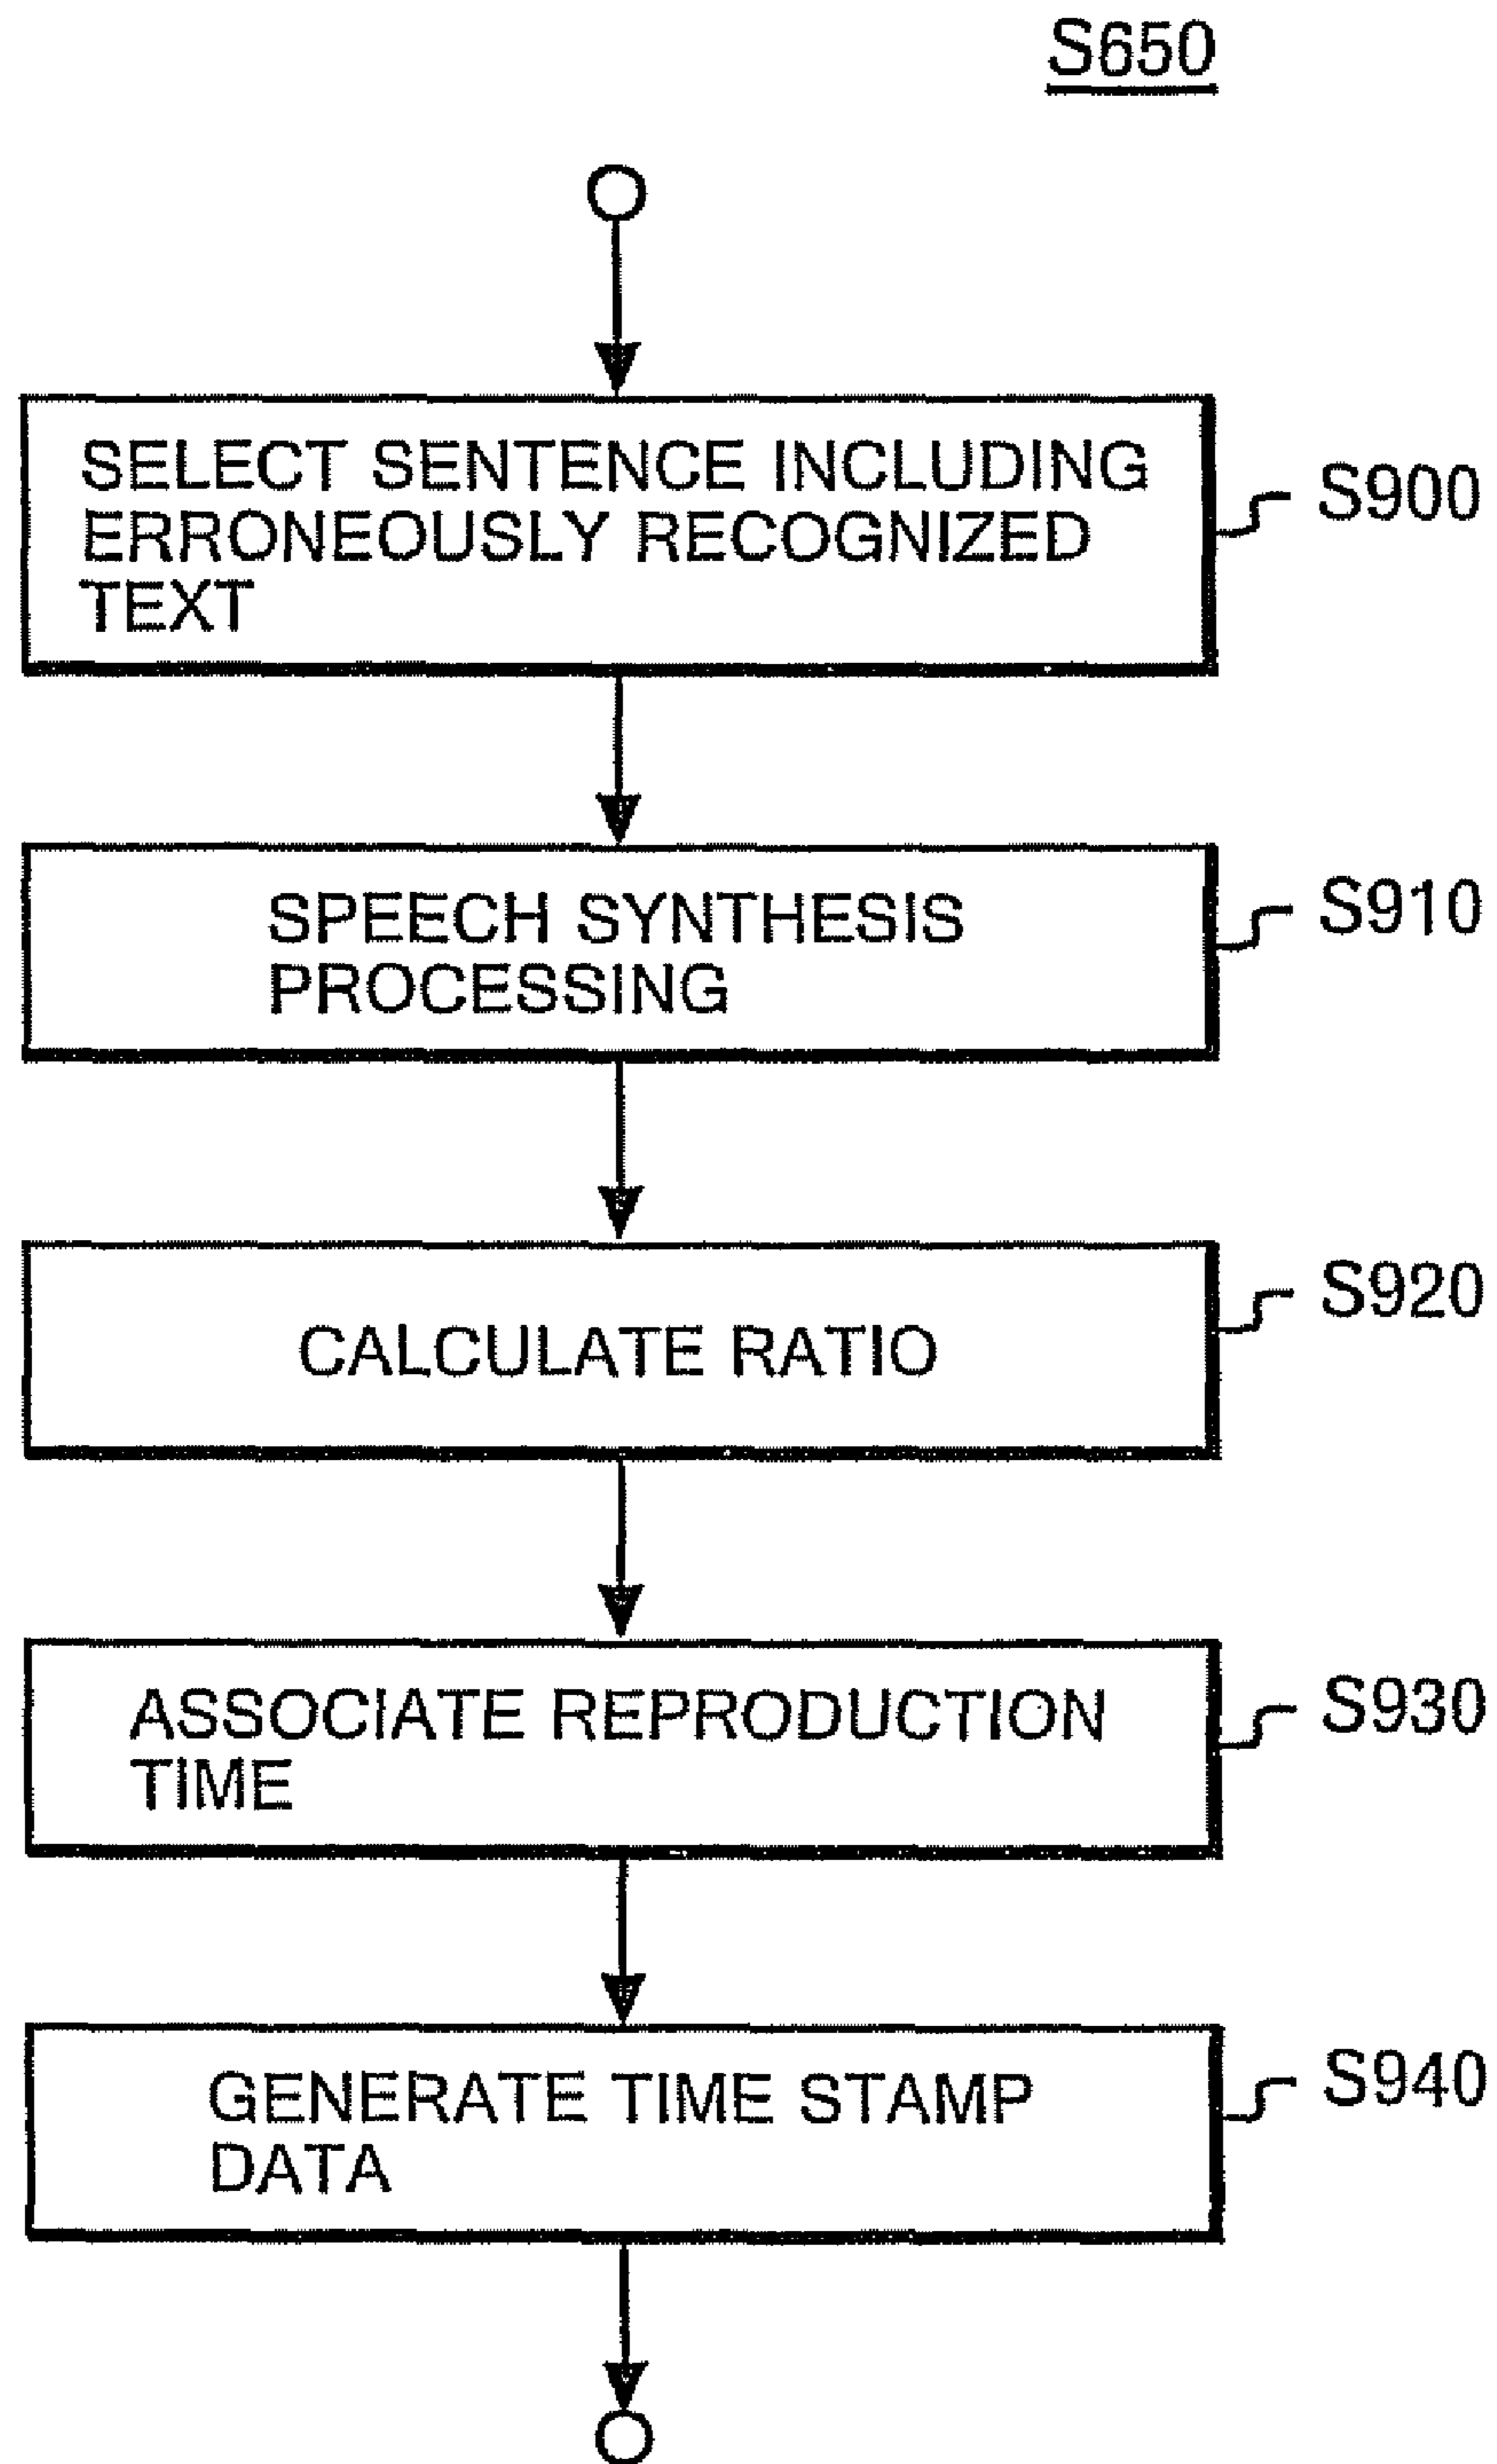 S650
SELECT SENTENCE INCLUDING
ERRONEOUSLY RECOGNIZED
TEXT
S900
SPEECH SYNTHESIS
PROCESSING
S910
CALCULATE RATIO
S920
ASSOCIATE REPRODUCTION
TIME
S930
GENERATE TIME STAMP
DATA
S940